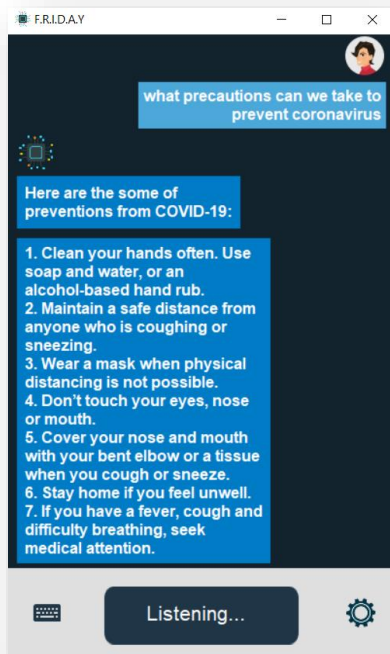 F.R.I.D.A.Y
what precautions can we take to
prevent coronavirus
Here are the some of
preventions from COVID-19:
1. Clean your hands often. Use
soap and water, or an
alcohol-based hand rub.
2. Maintain a safe distance from
anyone who is coughing or
sneezing.
3. Wear a mask when physical
distancing is not possible.
4. Don’t touch your eyes, nose
or mouth.
5. Cover your nose and mouth
with your bent elbow or a tissue
when you cough or sneeze.
6. Stay home if you feel unwell.
7. If you have a fever, cough and
difficulty breathing, seek
medical attention.
Listening...